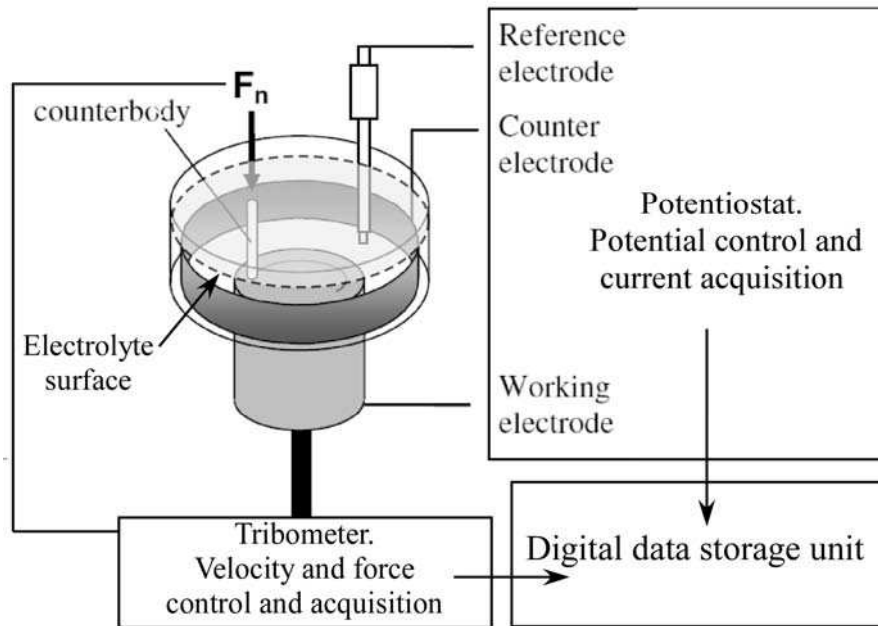 Reference
electrode
F_n
counterbody
Counter
electrode
Potentiostat.
Potential control and
current acquisition
Electrolyte
surface
Working
electrode
Tribometer.
Velocity and force
control and acquisition
Digital data storage unit